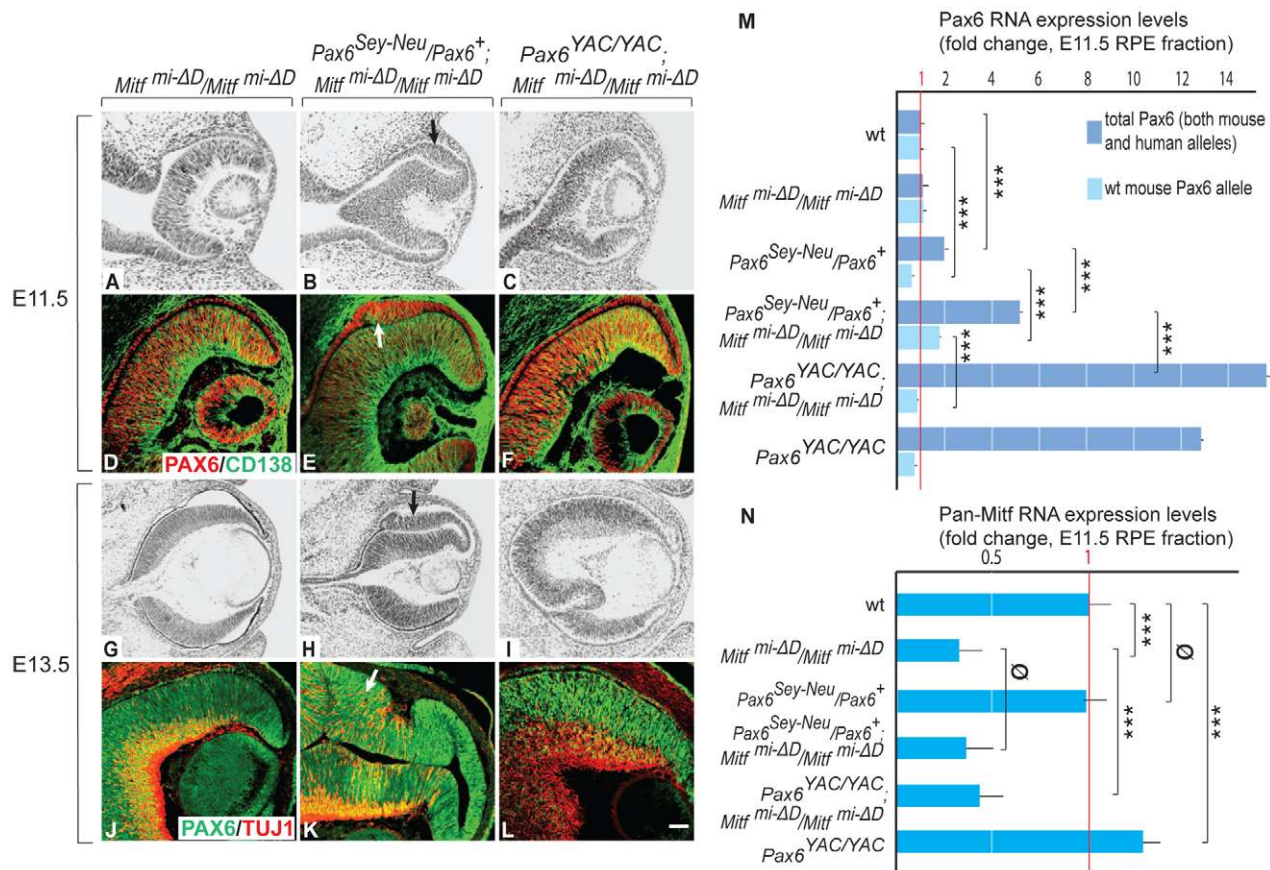 Mitf mi-ΔD/Mitf mi-ΔD
Pax6Sey-Neu/Pax6+;
Mitf mi-ΔD/Mitf mi-ΔD
Pax6YAC/YAC;
Mitf mi-ΔD/Mitf mi-ΔD
E11.5
A
B
C
D
PAX6/CD138
E
F
E13.5
G
H
I
J
PAX6/TUJ1
K
L
M
Pax6 RNA expression levels
(fold change, E11.5 RPE fraction)
1 2 4 6 8 10 12 14
total Pax6 (both mouse
and human alleles)
wt mouse Pax6 allele
wt
Mitf mi-ΔD/Mitf mi-ΔD
Pax6Sey-Neu/Pax6+
Pax6Sey-Neu/Pax6+;
Mitf mi-ΔD/Mitf mi-ΔD
Pax6YAC/YAC;
Mitf mi-ΔD/Mitf mi-ΔD
Pax6YAC/YAC
***
***
***
***
***
***
N
Pan-Mitf RNA expression levels
(fold change, E11.5 RPE fraction)
0.5 1
wt
Mitf mi-ΔD/Mitf mi-ΔD
Pax6Sey-Neu/Pax6+
Pax6Sey-Neu/Pax6+;
Mitf mi-ΔD/Mitf mi-ΔD
Pax6YAC/YAC;
Mitf mi-ΔD/Mitf mi-ΔD
Pax6YAC/YAC
Ø
***
***
Ø
***